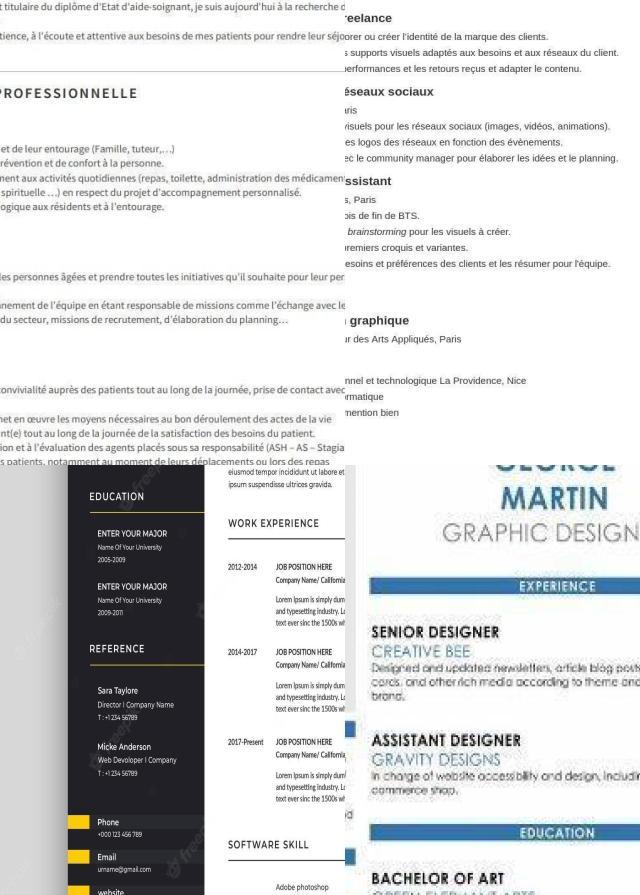 titulaire du diplôme d'Etat d'aide-soignant, je suis aujourd'hui à la recherche
tience, à l'écoute et attentive aux besoins de mes patients pour rendre leur séjo
PROFESSIONNELLE
et de leur entourage (Famille, tuteur,…)
révention et de confort à la personne.
ment aux activités quotidiennes (repas, toilette, administration des médicamen
spirituelle …) en respect du projet d'accompagnement personnalisé.
ogique aux résidents et à l'entourage.
les personnes âgées et prendre toutes les initiatives qu'il souhaite pour leur per
nnement de l'équipe en étant responsable de missions comme l'échange avec le
du secteur, missions de recrutement, d'élaboration du planning…
convivialité auprès des patients tout au long de la journée, prise de contact avec
met en œuvre les moyens nécessaires au bon déroulement des actes de la vie
nt(e) tout au long de la journée de la satisfaction des besoins du patient.
ion et à l'évaluation des agents placés sous sa responsabilité (ASH – AS – Stagia
s patients, notamment au moment de leurs déplacements ou lors des repas
reelance
orer ou créer l'identité de la marque des clients.
s supports visuels adaptés aux besoins et aux réseaux du client.
performances et les retours reçus et adapter le contenu.
éseaux sociaux
aris
visuels pour les réseaux sociaux (images, vidéos, animations).
es logos des réseaux en fonction des évènements.
ec le community manager pour élaborer les idées et le planning.
ssistant
s, Paris
ois de fin de BTS.
brainstorming pour les visuels à créer.
premiers croquis et variantes.
esoins et préférences des clients et les résumer pour l'équipe.
graphique
ur des Arts Appliqués, Paris
nnel et technologique La Providence, Nice
ormatique
mention bien
EDUCATION
ENTER YOUR MAJOR
Name Of Your University
2005-2009
ENTER YOUR MAJOR
Name Of Your University
2009-2011
REFERENCE
Sara Taylore
Director I Company Name
T : +1 234 56789
Micke Anderson
Web Devoloper I Company
T : +1 234 56789
Phone
+000 123 456 789
Email
urname@gmail.com
website
eiusmod tempor incididunt ut labore et
ipsum suspendisse ultrices gravida.
WORK EXPERIENCE
2012-2014 JOB POSITION HERE
Company Name/ California
Lorem Ipsum is simply dum
and typesetting industry. Lo
text ever sinc the 1500s wh
2014-2017 JOB POSITION HERE
Company Name/ California
Lorem Ipsum is simply dum
and typesetting industry. Lo
text ever sinc the 1500s wh
2017-Present JOB POSITION HERE
Company Name/ California
Lorem Ipsum is simply dum
and typesetting industry. Lo
text ever sinc the 1500s wh
SOFTWARE SKILL
Adobe photoshop
GEORGE
MARTIN
GRAPHIC DESIGN
EXPERIENCE
SENIOR DESIGNER
CREATIVE BEE
Designed and updated newsletters, article blog posts
cards, and other rich media according to theme and
brand.
ASSISTANT DESIGNER
GRAVITY DESIGNS
In charge of website accessibility and design, includin
commerce shop.
EDUCATION
BACHELOR OF ART
GREEN ELEPHANT ARTS